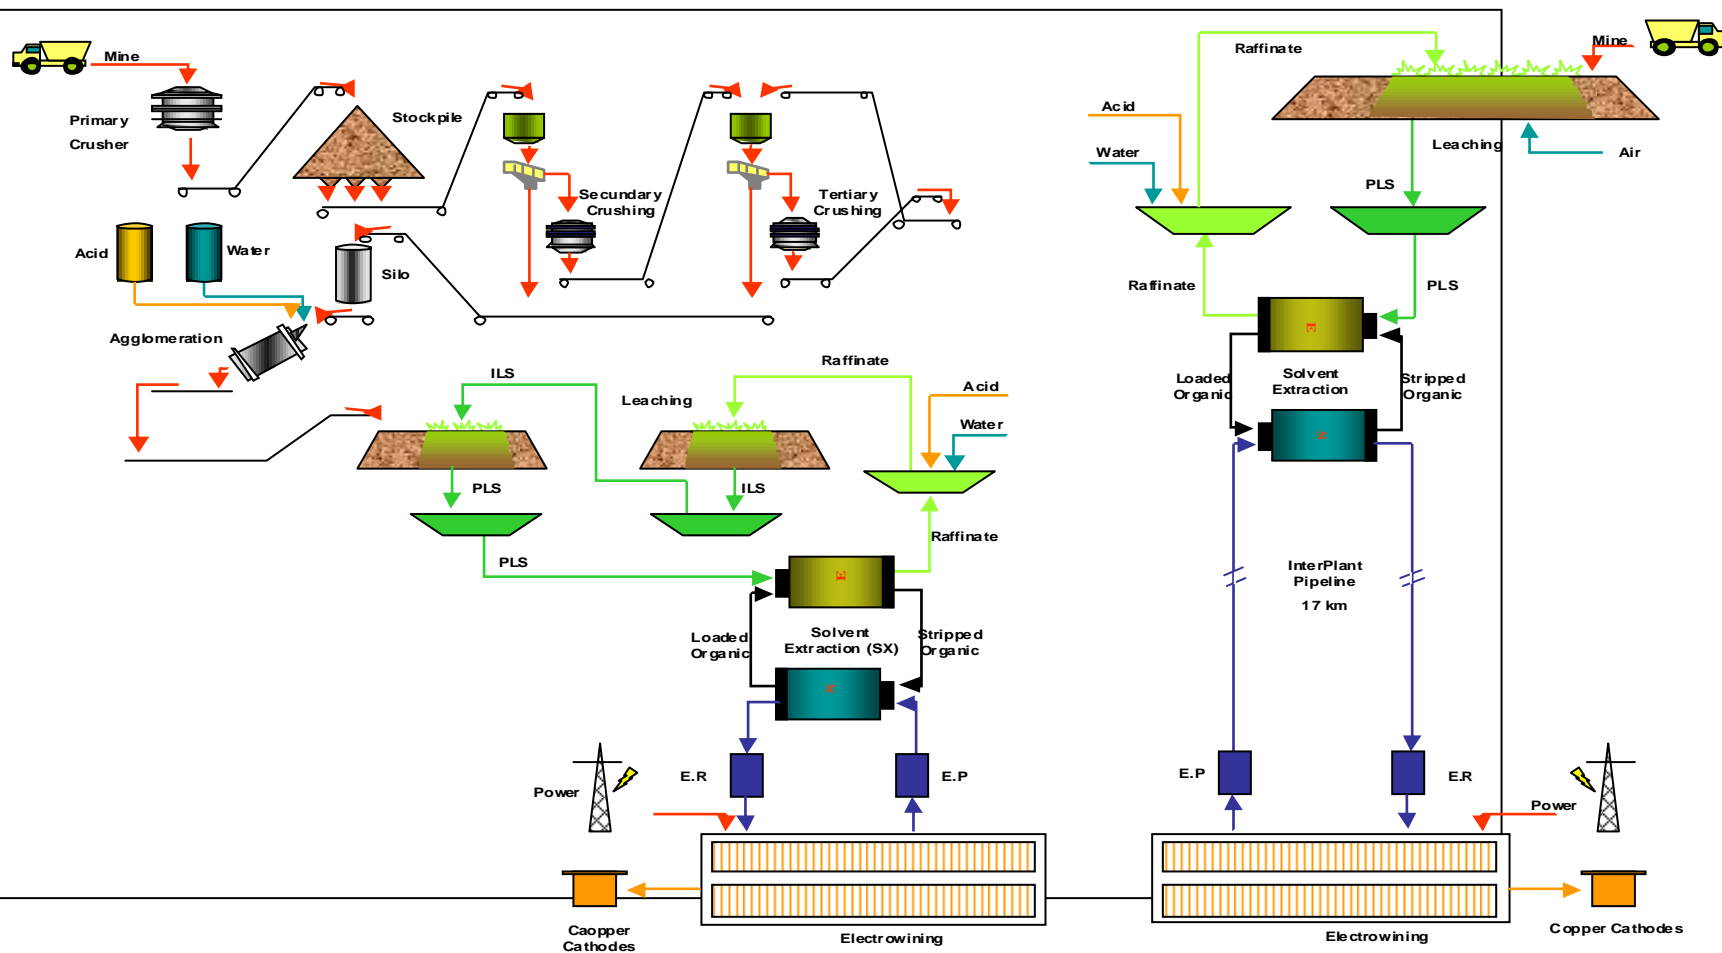 Mine
Primary
Crusher
Stockpile
Secundary
Crushing
Tertiary
Crushing
Acid
Water
Silo
Agglomeration
Raffinate
Mine
Acid
Water
Leaching
Air
PLS
Raffinate
PLS
E
Solvent
Extraction
Loaded
Organic
Stripped
Organic
S
ILS
Leaching
Raffinate
Acid
Water
PLS
ILS
Raffinate
PLS
E
Solvent
Extraction (SX)
Loaded
Organic
Stripped
Organic
S
InterPlant
Pipeline
17 km
E.R
E.P
E.P
E.R
Power
Power
Caopper
Cathodes
Electrowining
Electrowining
Copper Cathodes